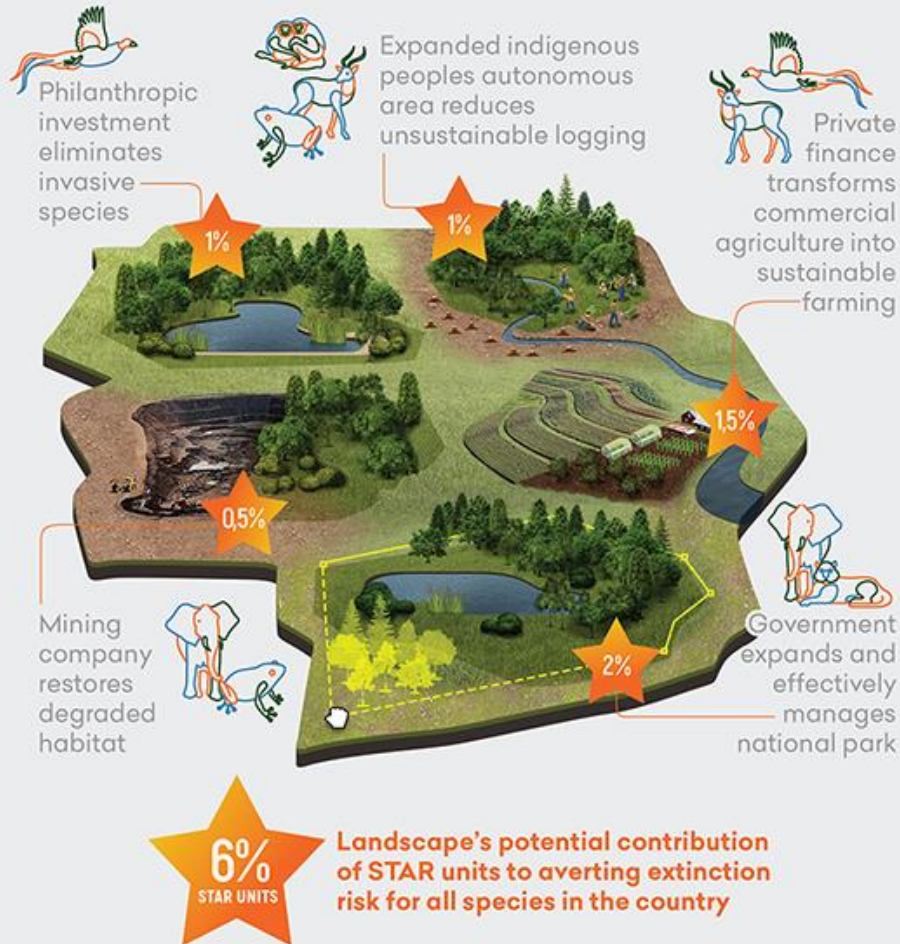 Philanthropic
investment
eliminates
invasive
species
1%
Expanded indigenous
peoples autonomous
area reduces
unsustainable logging
1%
Private
finance
transforms
commercial
agriculture into
sustainable
farming
1,5%
0,5%
Mining
company
restores
degraded
habitat
2%
Government
expands and
effectively
manages
national park
6%
STAR UNITS
Landscape's potential contribution
of STAR units to averting extinction
risk for all species in the country